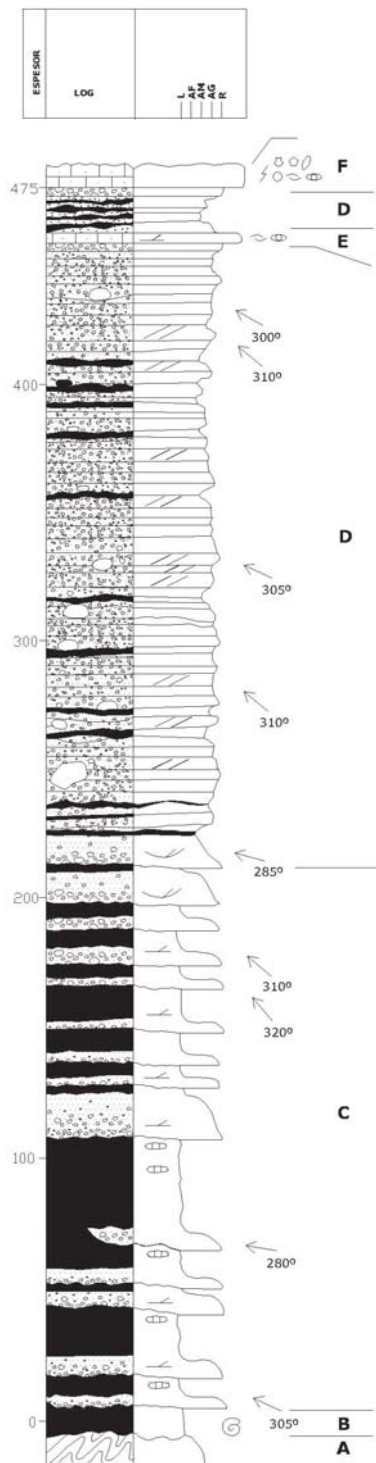 ESPESOR
LOG
L
AF
AM
AG
R
F
475
D
E
300º
310º
400
D
305º
300
310º
285º
200
310º
320º
C
100
280º
0
305º
B
A